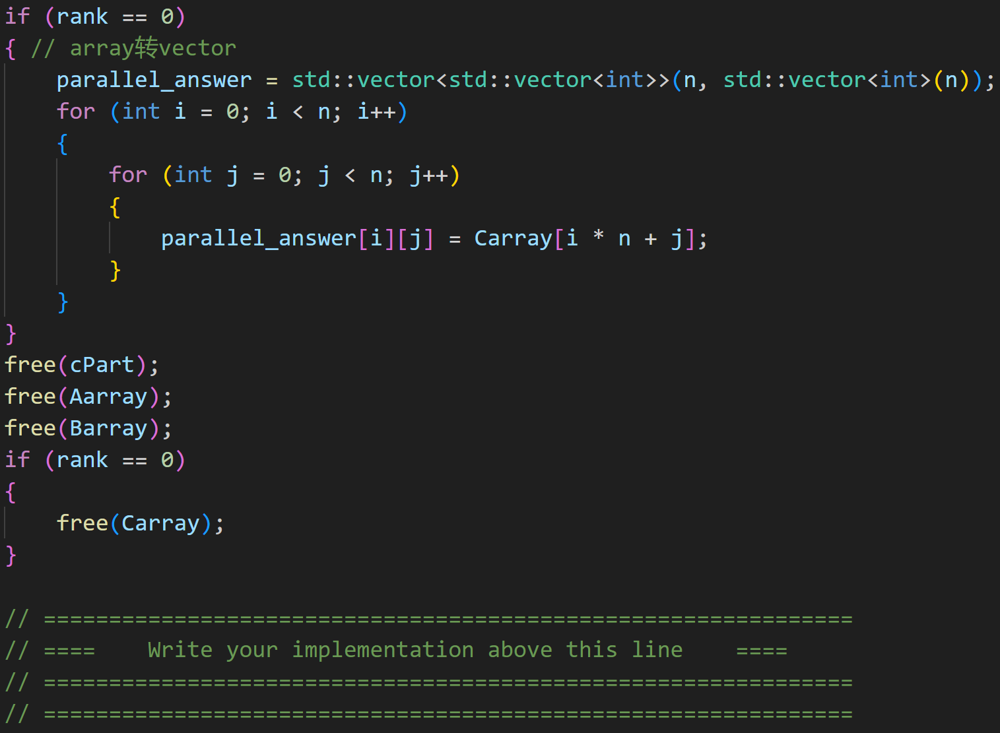 if (rank == 0)
{ // array转vector
    parallel_answer = std::vector<std::vector<int>>(n, std::vector<int>(n));
    for (int i = 0; i < n; i++)
    {
        for (int j = 0; j < n; j++)
        {
            parallel_answer[i][j] = Carray[i * n + j];
        }
    }
}
free(cPart);
free(Aarray);
free(Barray);
if (rank == 0)
{
    free(Carray);
}
// ==============================================================
// ====    Write your implementation above this line    ====
// ==============================================================
// ==============================================================